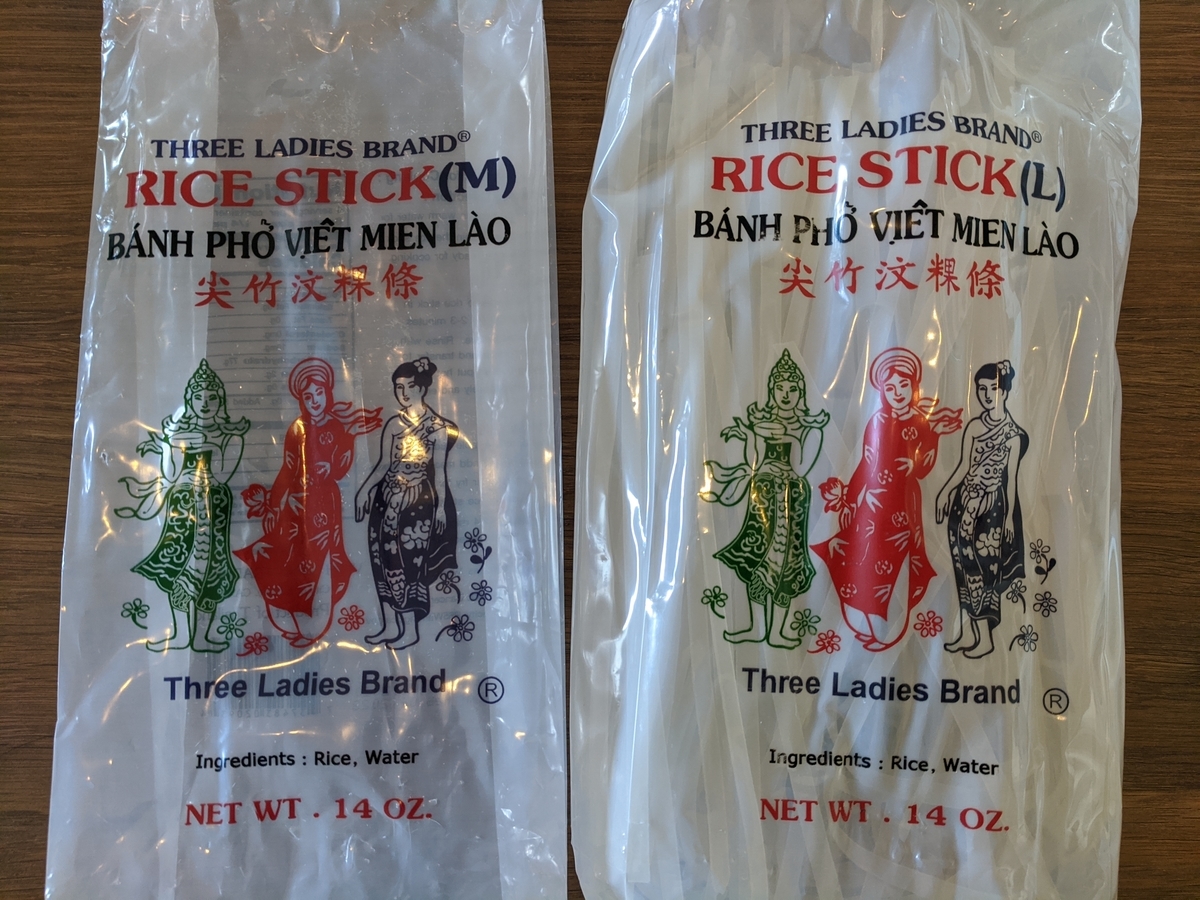 THREE LADIES BRAND®
RICE STICK(M)
BÁNH PHỞ VIỆT MIEN LÀO
尖竹汶粿條
Three Ladies Brand ®
Ingredients : Rice, Water
NET WT . 14 OZ.
THREE LADIES BRAND®
RICE STICK(L)
BÁNH PHỞ VIỆT MIEN LÀO
尖竹汶粿條
Three Ladies Brand ®
Ingredients : Rice, Water
NET WT . 14 OZ.